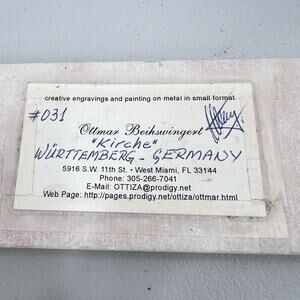 creative engravings and painting on metal in small format
#031
Ottmar Beihswingert
"Kirche"
WÜRTTEMBERG - GERMANY
5916 S.W. 11th St. • West Miami, FL 33144
Phone: 305-266-7041
E-Mail: OTTIZA@prodigy.net
Web Page: http://pages.prodigy.net/ottiza/ottmar.html